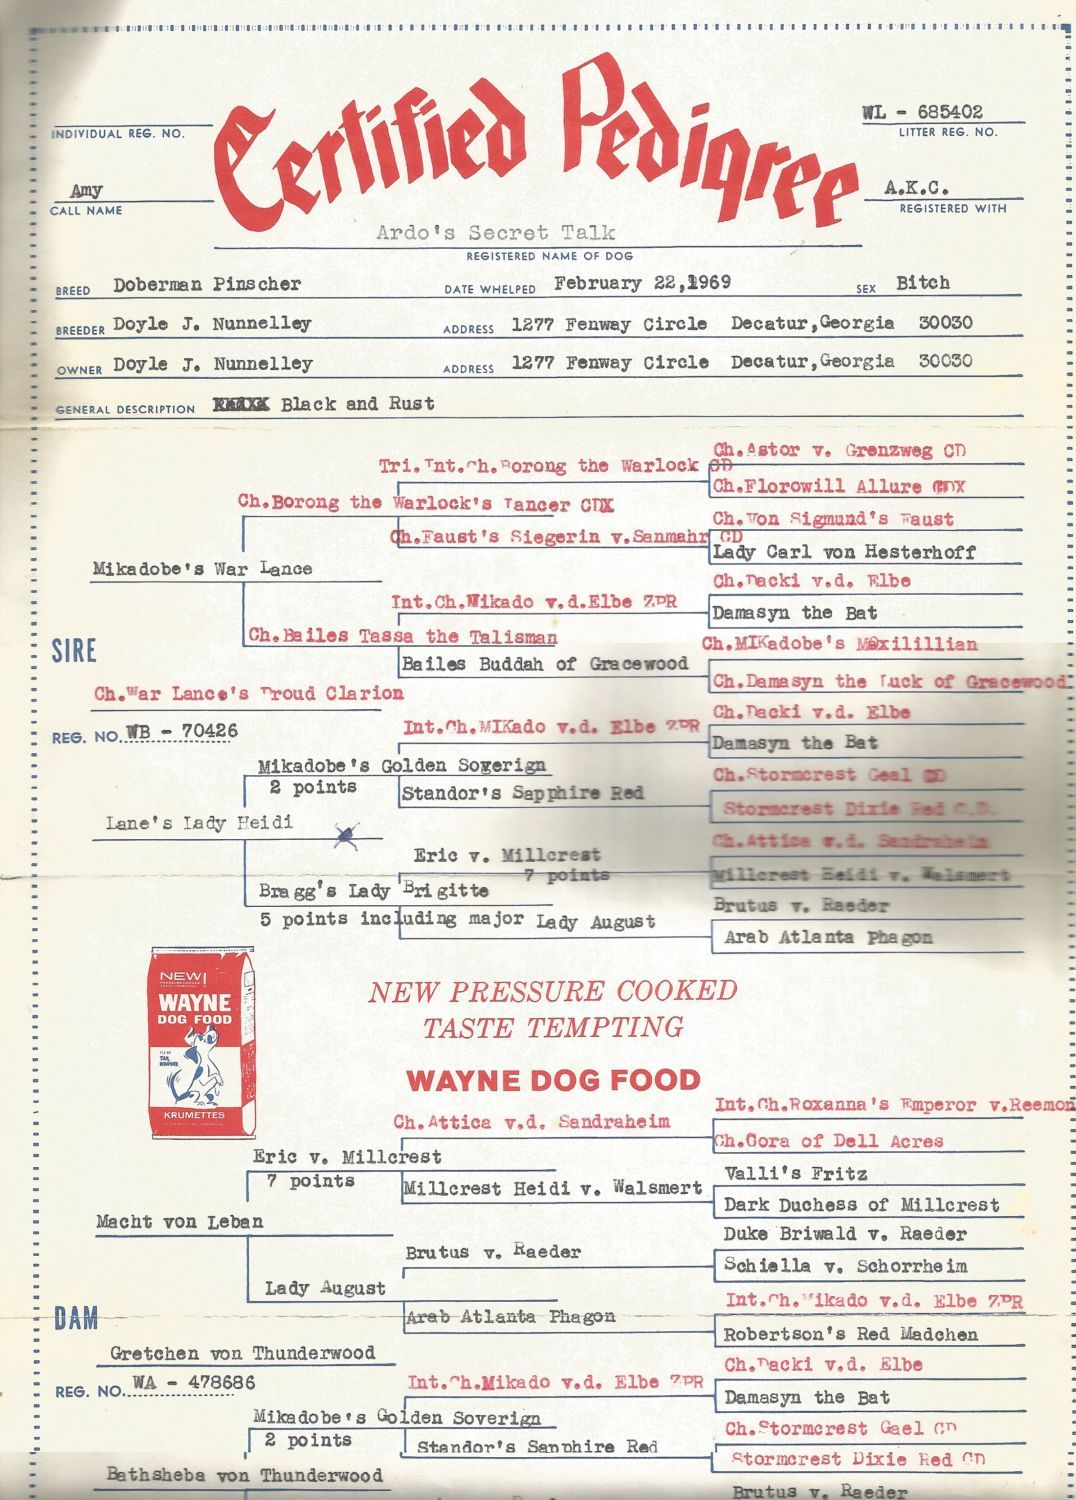 Certified Pedigree
WL - 685402
INDIVIDUAL REG. NO.
LITTER REG. NO.
Amy
A.K.C.
CALL NAME
REGISTERED WITH
Ardo's Secret Talk
REGISTERED NAME OF DOG
BREED Doberman Pinscher DATE WHELPED February 22,1969 SEX Bitch
BREEDER Doyle J. Nunnelley ADDRESS 1277 Fenway Circle Decatur,Georgia 30030
OWNER Doyle J. Nunnelley ADDRESS 1277 Fenway Circle Decatur,Georgia 30030
GENERAL DESCRIPTION Black and Rust
Ch.Astor v. Grenzweg CD
Tri.Int.Ch.Borong the Warlock CD
Ch.Florowill Allure CDX
Ch.Borong the Warlock's Lancer CDX
Ch.Von Sigmund's Faust
Ch.Faust's Siegerin v.Sanmahr CD
Lady Carl von Hesterhoff
Mikadobe's War Lance
Ch.Dacki v.d. Elbe
Int.Ch.Mikado v.d.Elbe ZPR
Damasyn the Bat
Ch.Bailes Tassa the Talisman
Ch.MIKadobe's Maxilillian
SIRE
Bailes Buddah of Gracewood
Ch.Damasyn the Luck of Gracewood
Ch.War Lance's Proud Clarion
Ch.Dacki v.d. Elbe
REG. NO. WB - 70426
Int.Ch.MIKado v.d. Elbe ZPR
Damasyn the Bat
Mikadobe's Golden Soverign
Ch.Stormcrest Geal CD
2 points
Standor's Sapphire Red
Stormcrest Dixie Red C.D.
Lane's Lady Heidi
Ch.Attica v.d. Sandraheim
Eric v. Millcrest
7 points
Millcrest Heidi v. Walsmert
Bragg's Lady Brigitte
Brutus v. Raeder
5 points including major
Lady August
Arab Atlanta Phagon
NEW!
WAYNE
DOG FOOD
KRUMETTES
NEW PRESSURE COOKED
TASTE TEMPTING
WAYNE DOG FOOD
Int.Ch.Roxanna's Emperor v.Reemon
Ch.Attica v.d. Sandraheim
Ch.Gora of Dell Acres
Eric v. Millcrest
Valli's Fritz
7 points
Millcrest Heidi v. Walsmert
Dark Duchess of Millcrest
Macht von Leban
Duke Briwald v. Raeder
Brutus v. Raeder
Schiella v. Schorrheim
Lady August
Int.Ch.Mikado v.d. Elbe ZPR
DAM
Arab Atlanta Phagon
Robertson's Red Madchen
Gretchen von Thunderwood
Ch.Dacki v.d. Elbe
REG. NO. WA - 478686
Int.Ch.Mikado v.d. Elbe ZPR
Damasyn the Bat
Mikadobe's Golden Soverign
Ch.Stormcrest Gael CD
2 points
Standor's Sapphire Red
Stormcrest Dixie Red CD
Bathsheba von Thunderwood
Brutus v. Raeder